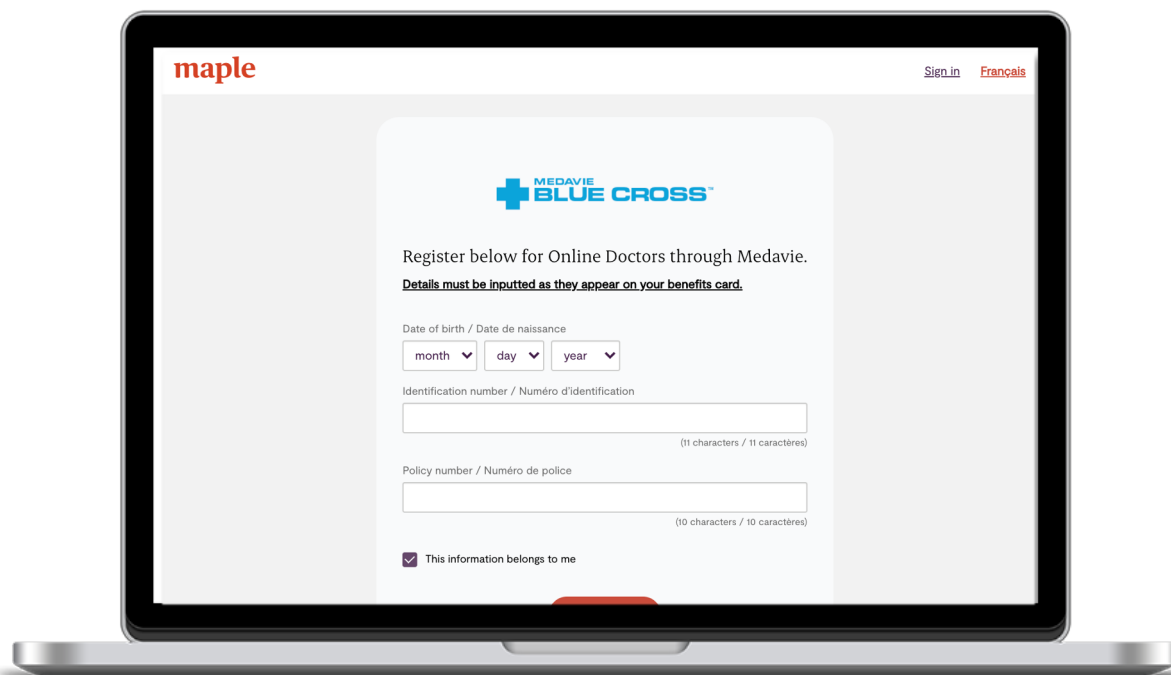 maple
Sign in Français
MEDAVIE
BLUE CROSS™
Register below for Online Doctors through Medavie.
Details must be inputted as they appear on your benefits card.
Date of birth / Date de naissance
month day year
Identification number / Numéro d'identification
(11 characters / 11 caractères)
Policy number / Numéro de police
(10 characters / 10 caractères)
This information belongs to me